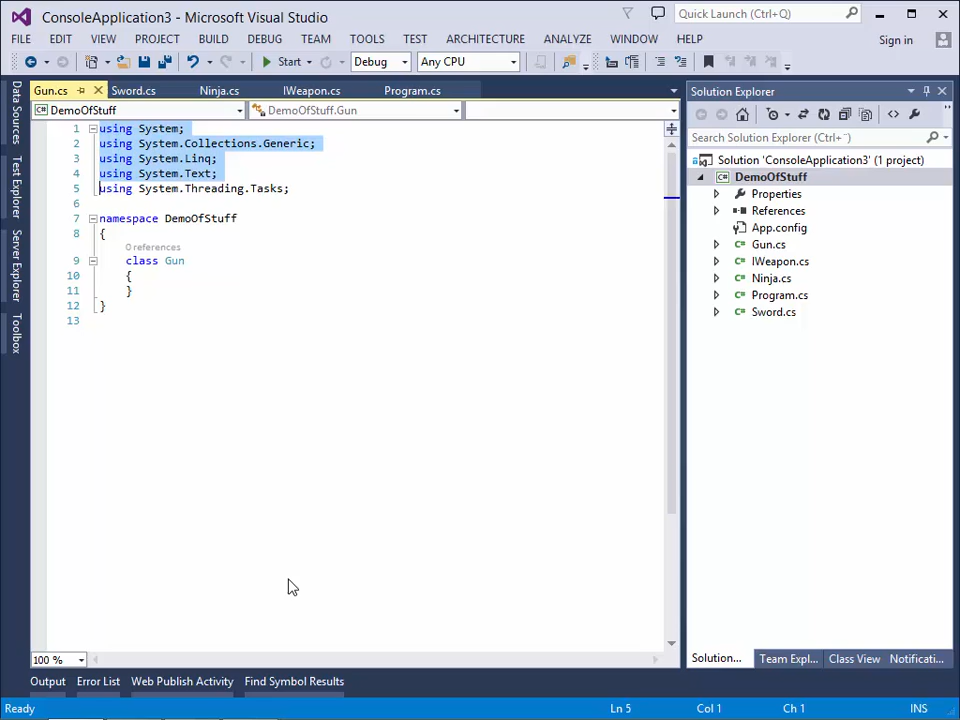 ConsoleApplication3 - Microsoft Visual Studio
Quick Launch (Ctrl+Q)
FILE EDIT VIEW PROJECT BUILD DEBUG TEAM TOOLS TEST ARCHITECTURE ANALYZE WINDOW HELP
Sign in
Start Debug Any CPU
Gun.cs Sword.cs Ninja.cs IWeapon.cs Program.cs
DemoOfStuff DemoOfStuff.Gun
1 using System;
2 using System.Collections.Generic;
3 using System.Linq;
4 using System.Text;
5 using System.Threading.Tasks;
6
7 namespace DemoOfStuff
8 {
0 references
9 class Gun
10 {
11 }
12 }
13
100 %
Data Sources
Test Explorer
Server Explorer
Toolbox
Solution Explorer
Search Solution Explorer (Ctrl+¨)
Solution 'ConsoleApplication3' (1 project)
DemoOfStuff
Properties
References
App.config
Gun.cs
IWeapon.cs
Ninja.cs
Program.cs
Sword.cs
Solution... Team Expl... Class View Notificati...
Output Error List Web Publish Activity Find Symbol Results
Ready Ln 5 Col 1 Ch 1 INS